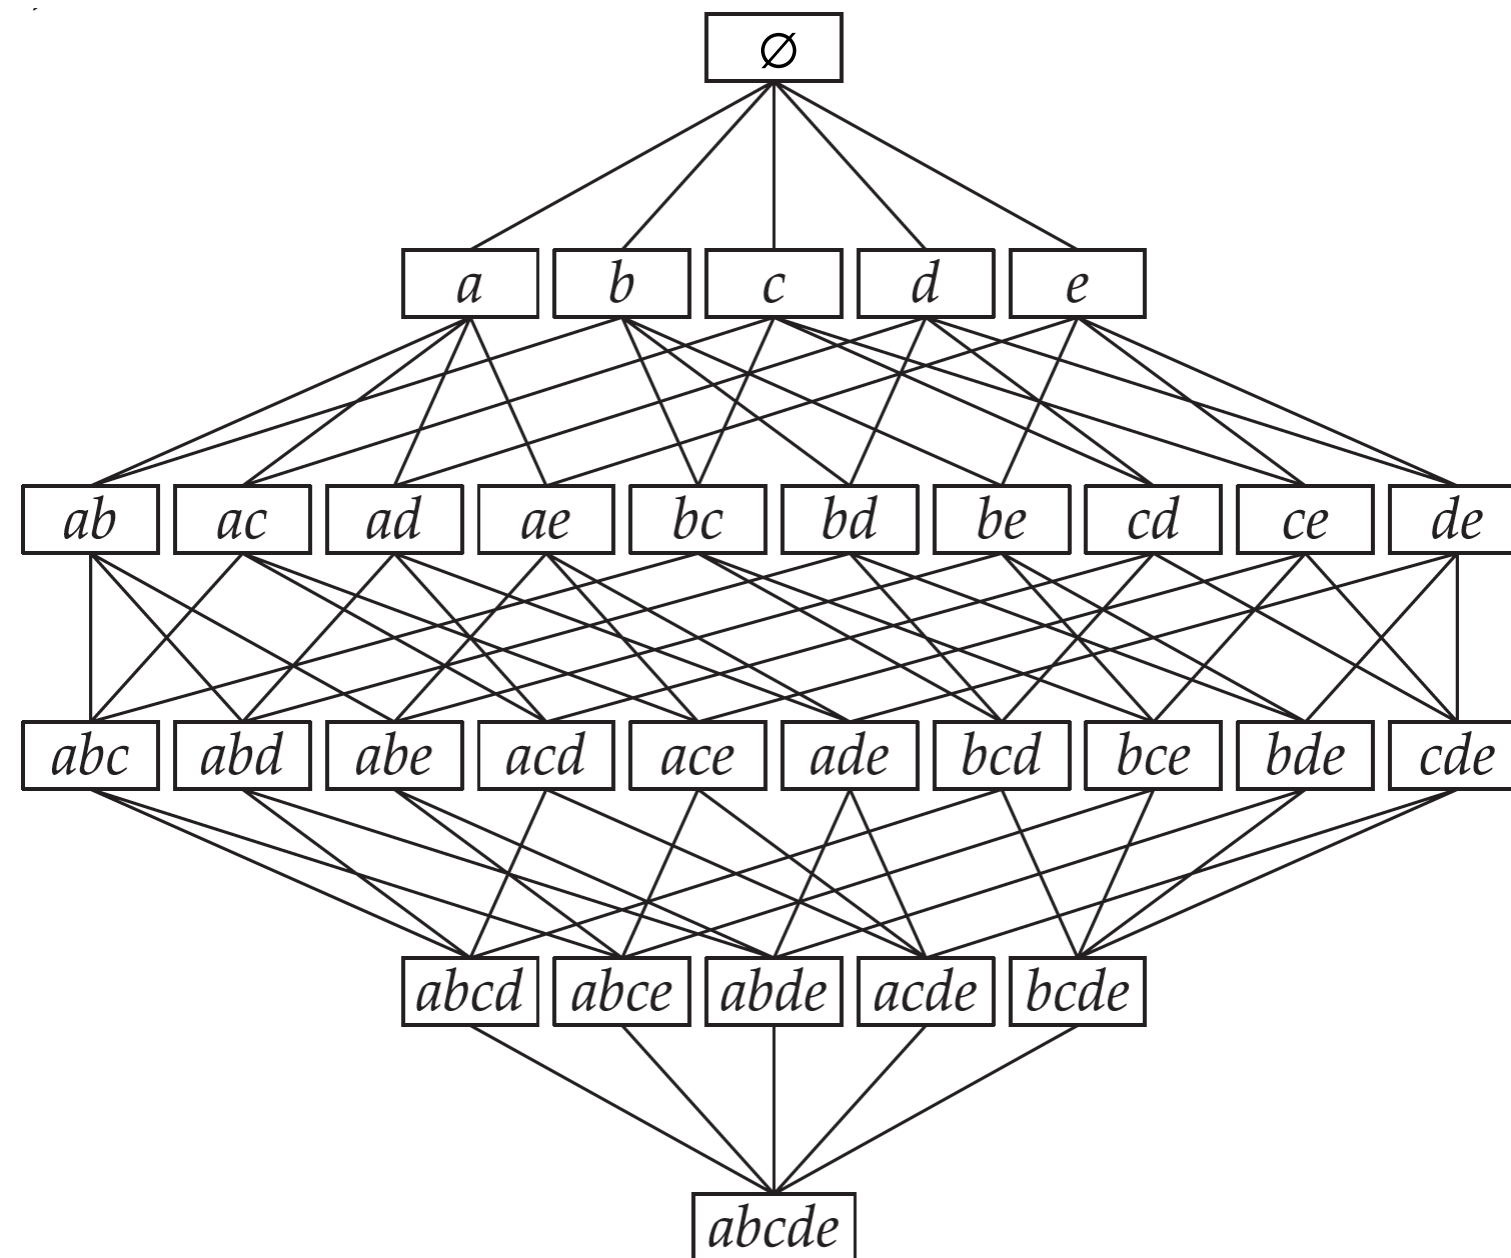 ∅
a b c d e
ab ac ad ae bc bd be cd ce de
abc abd abe acd ace ade bcd bce bde cde
abcd abce abde acde bcde
abcde